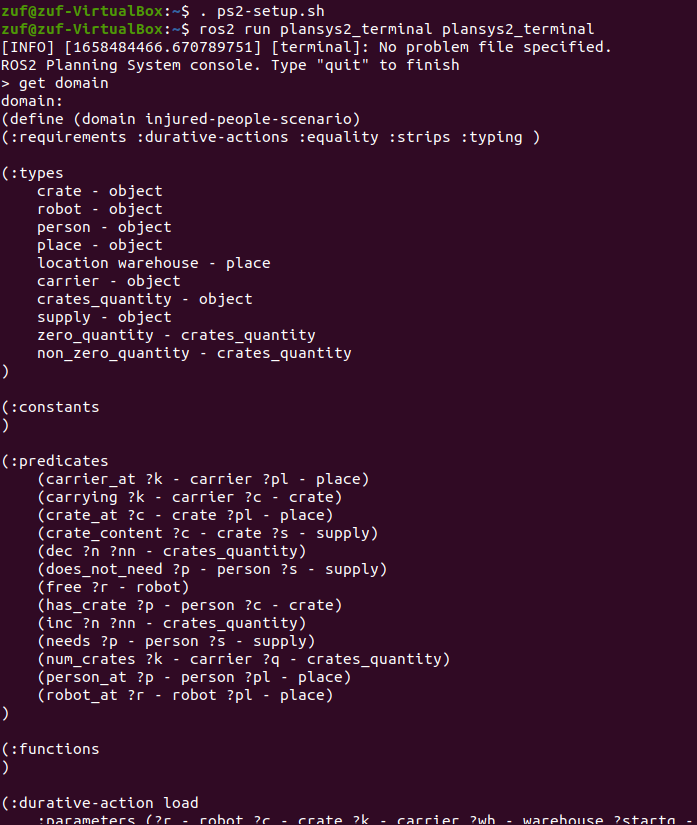 zuf@zuf-VirtualBox:~$ . ps2-setup.sh
zuf@zuf-VirtualBox:~$ ros2 run plansys2_terminal plansys2_terminal
[INFO] [1658484466.670789751] [terminal]: No problem file specified.
ROS2 Planning System console. Type "quit" to finish
> get domain
domain:
(define (domain injured-people-scenario)
(:requirements :durative-actions :equality :strips :typing )
(:types
crate - object
robot - object
person - object
place - object
location warehouse - place
carrier - object
crates_quantity - object
supply - object
zero_quantity - crates_quantity
non_zero_quantity - crates_quantity
)
(:constants
)
(:predicates
(carrier_at ?k - carrier ?pl - place)
(carrying ?k - carrier ?c - crate)
(crate_at ?c - crate ?pl - place)
(crate_content ?c - crate ?s - supply)
(dec ?n ?nn - crates_quantity)
(does_not_need ?p - person ?s - supply)
(free ?r - robot)
(has_crate ?p - person ?c - crate)
(inc ?n ?nn - crates_quantity)
(needs ?p - person ?s - supply)
(num_crates ?k - carrier ?q - crates_quantity)
(person_at ?p - person ?pl - place)
(robot_at ?r - robot ?pl - place)
)
(:functions
)
(:durative-action load
:parameters (?r - robot ?c - crate ?k - carrier ?wh - warehouse ?startq -